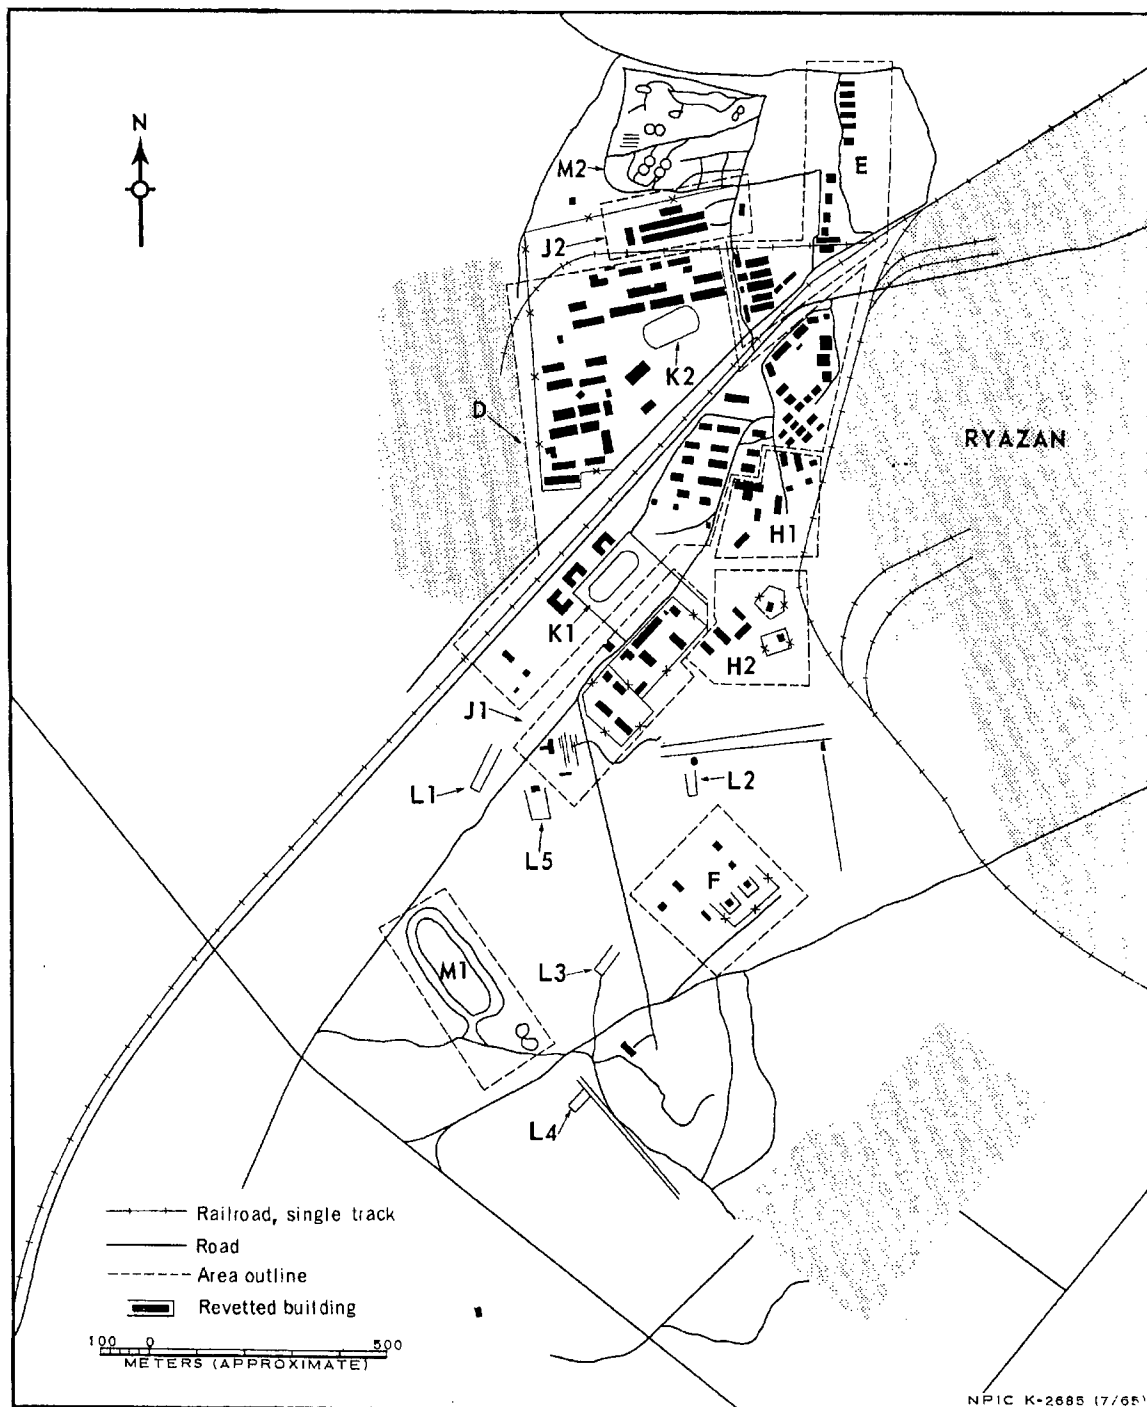 N
M2
E
J2
K2
D
RYAZAN
H1
K1
H2
J1
L1
L2
L5
F
L3
M1
L4
Railroad, single track
Road
Area outline
Revetted building
100 0 500
METERS (APPROXIMATE)
NPIC K-2685 (7/65)